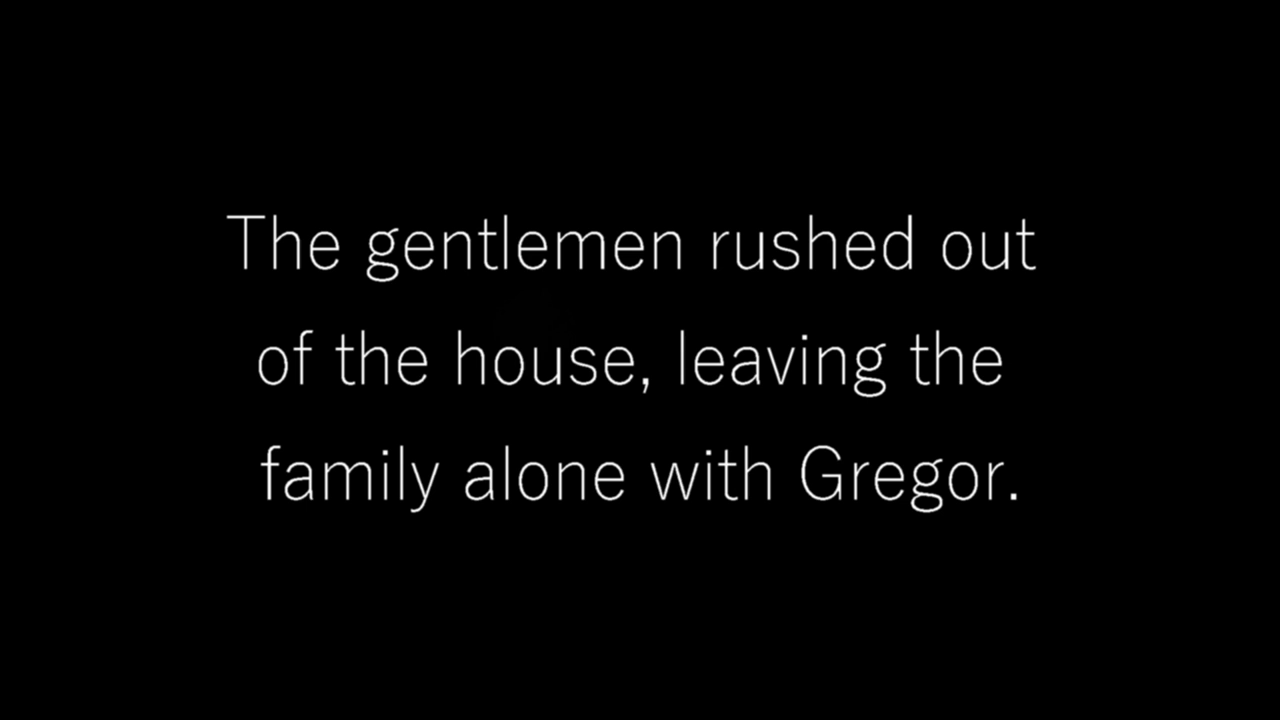 The gentlemen rushed out
of the house, leaving the
family alone with Gregor.